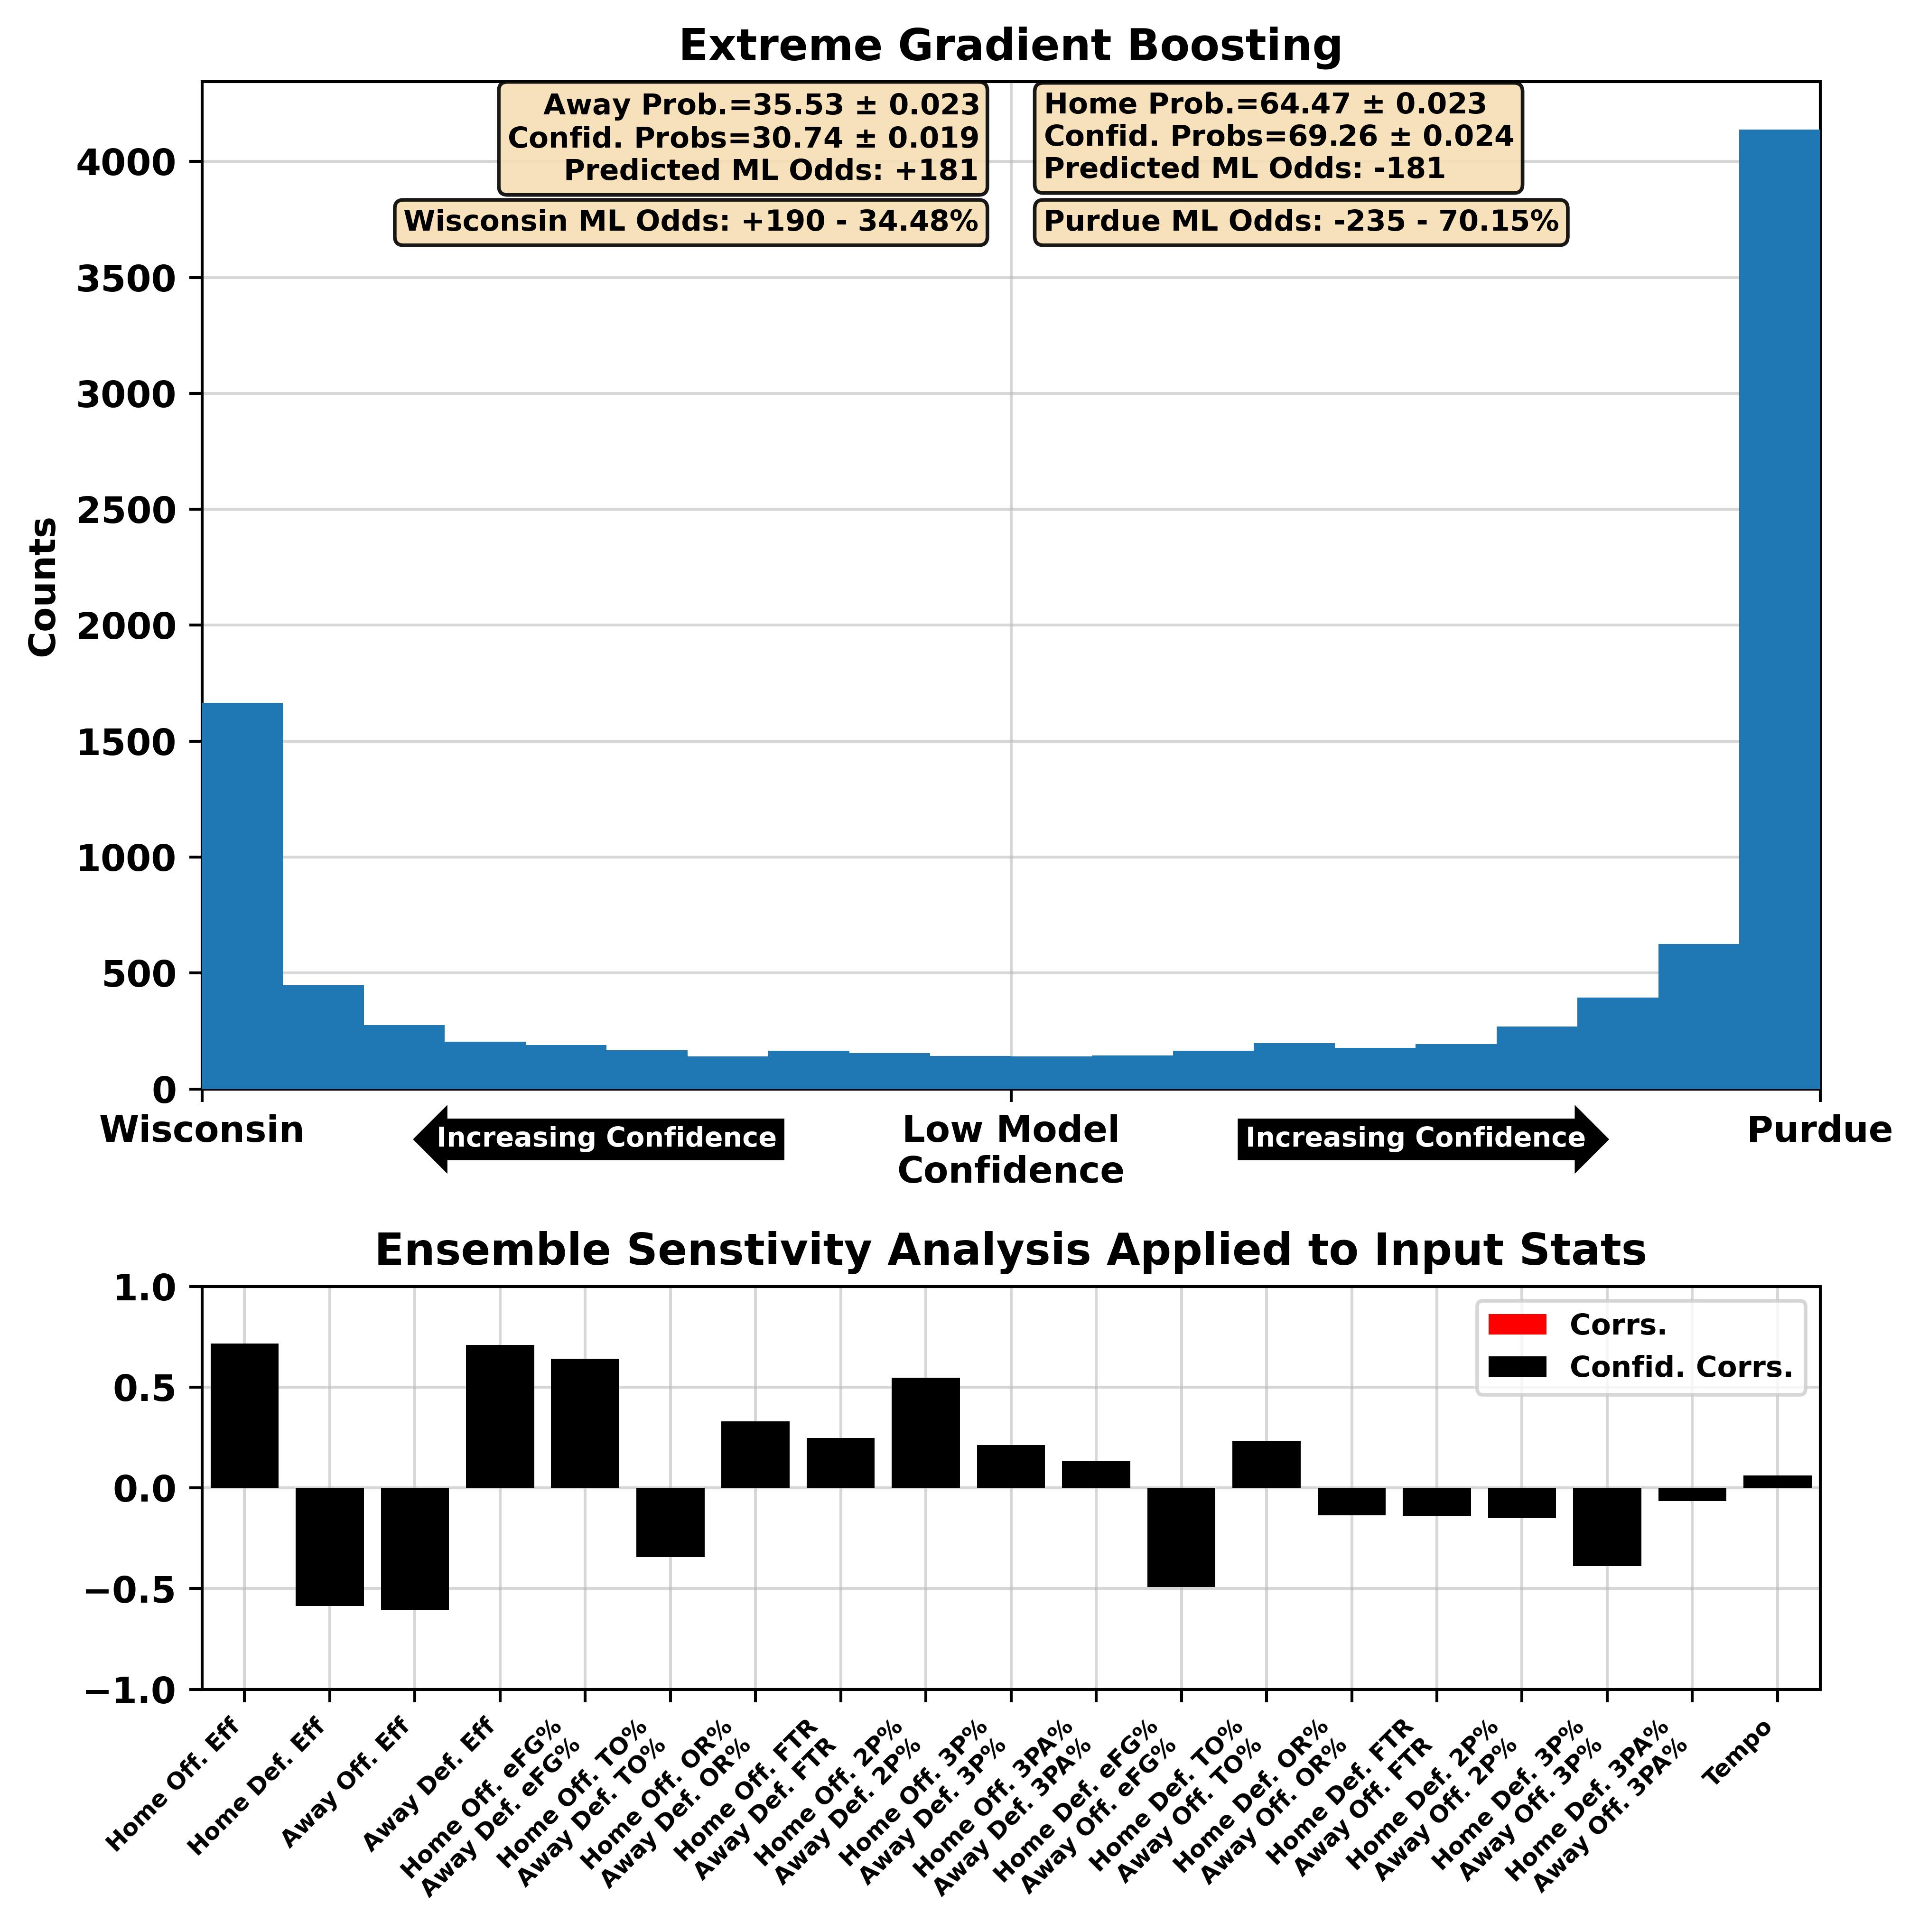 Extreme Gradient Boosting
Away Prob.=35.53 ± 0.023
Confid. Probs=30.74 ± 0.019
Predicted ML Odds: +181
Home Prob.=64.47 ± 0.023
Confid. Probs=69.26 ± 0.024
Predicted ML Odds: -181
Wisconsin ML Odds: +190 - 34.48%
Purdue ML Odds: -235 - 70.15%
Counts
4000
3500
3000
2500
2000
1500
1000
500
0
Wisconsin
Increasing Confidence
Low Model
Confidence
Increasing Confidence
Purdue
Ensemble Senstivity Analysis Applied to Input Stats
Corrs.
Confid. Corrs.
1.0
0.5
0.0
−0.5
−1.0
Home Off. Eff
Home Def. Eff
Away Off. Eff
Away Def. Eff
Home Off. eFG%
Away Def. eFG%
Home Off. TO%
Away Def. TO%
Home Off. OR%
Away Def. OR%
Home Off. FTR
Away Def. FTR
Home Off. 2P%
Away Def. 2P%
Home Off. 3P%
Away Def. 3P%
Home Off. 3PA%
Away Def. 3PA%
Home Def. eFG%
Away Off. eFG%
Home Def. TO%
Away Off. TO%
Home Def. OR%
Away Off. OR%
Home Def. FTR
Away Off. FTR
Home Def. 2P%
Away Off. 2P%
Home Def. 3P%
Away Off. 3P%
Home Def. 3PA%
Away Off. 3PA%
Tempo